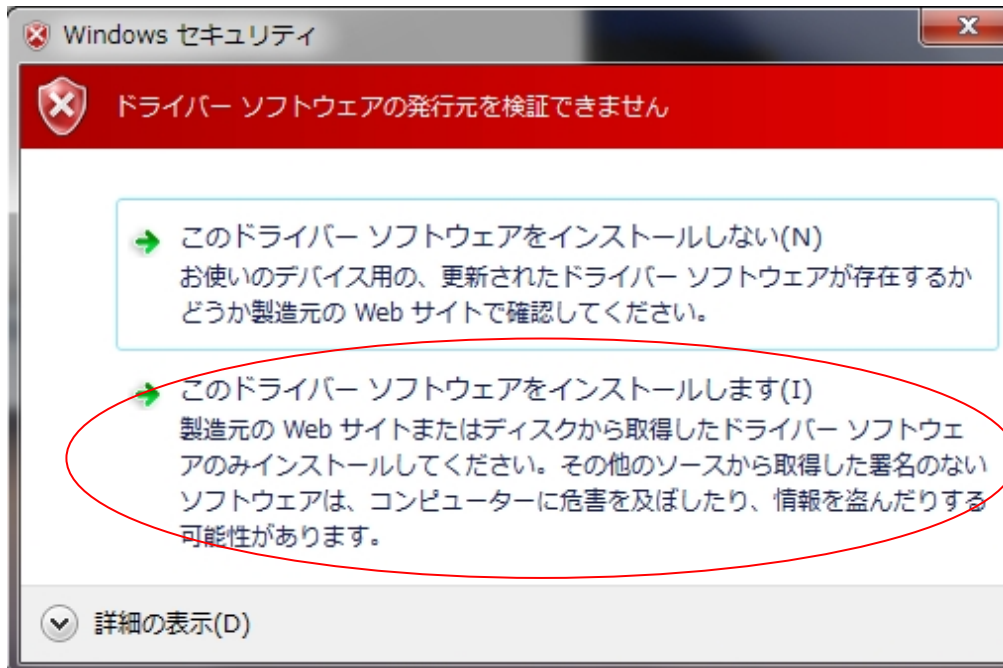 Windows セキュリティ
ドライバー ソフトウェアの発行元を検証できません
このドライバー ソフトウェアをインストールしない(N)
お使いのデバイス用の、更新されたドライバー ソフトウェアが存在するか
どうか製造元の Web サイトで確認してください。
このドライバー ソフトウェアをインストールします(I)
製造元の Web サイトまたはディスクから取得したドライバー ソフトウェ
アのみインストールしてください。その他のソースから取得した署名のない
ソフトウェアは、コンピューターに危害を及ぼしたり、情報を盗んだりする
可能性があります。
詳細の表示(D)